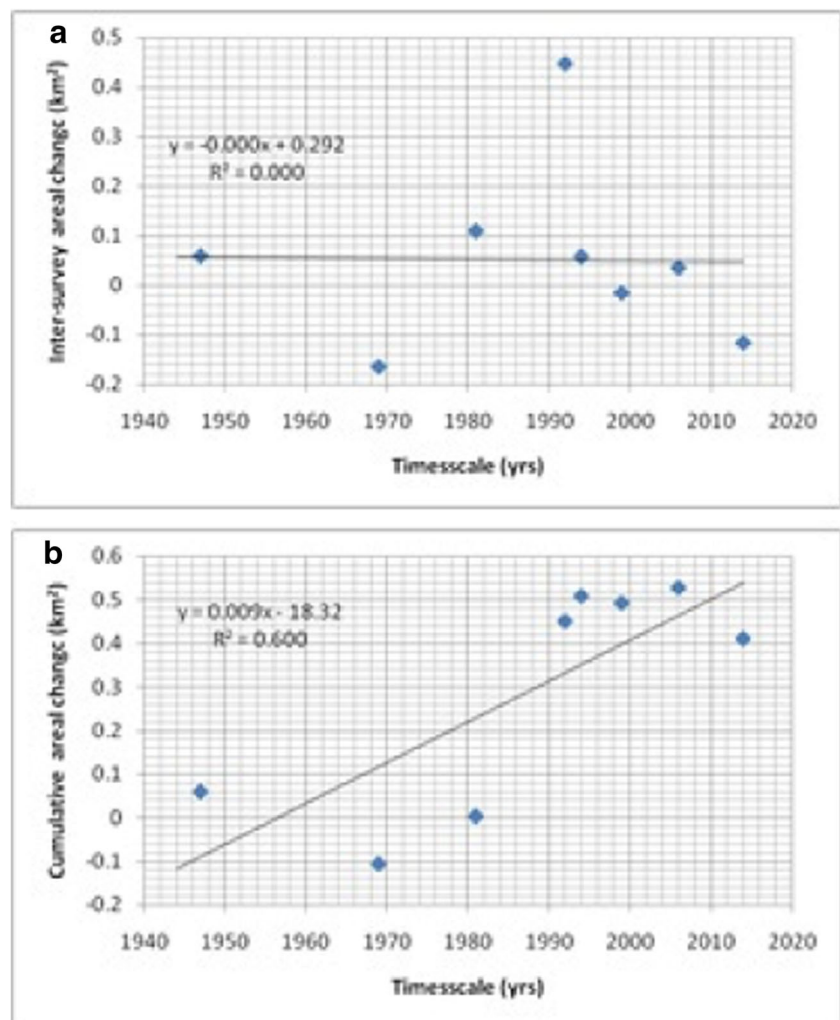 a
Inter-survey areal change (km²)
0.5
0.4
0.3
0.2
0.1
0
-0.1
-0.2
y = -0.000x + 0.292
R² = 0.000
1940 1950 1960 1970 1980 1990 2000 2010 2020
Timesscale (yrs)
b
Cumulative areal change (km²)
0.6
0.5
0.4
0.3
0.2
0.1
0
-0.1
-0.2
y = 0.009x - 18.32
R² = 0.600
1940 1950 1960 1970 1980 1990 2000 2010 2020
Timesscale (yrs)